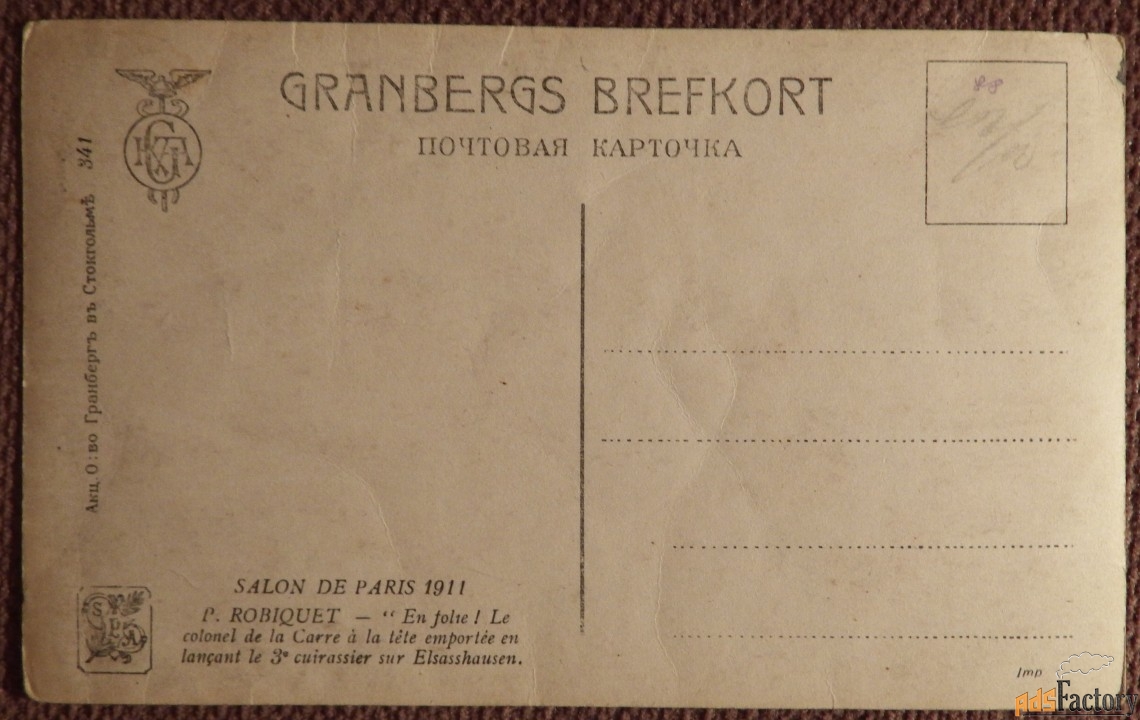 GRANBERGS BREFKORT
ПОЧТОВАЯ КАРТОЧКА
Акц. О:во Гранбергъ въ Стокгольмѣ 341
SALON DE PARIS 1911
P. ROBIQUET — “ En folie ! Le
colonel de la Carre à la tête emportée en
lançant le 3e cuirassier sur Elsasshausen.
Imp
adsFactory